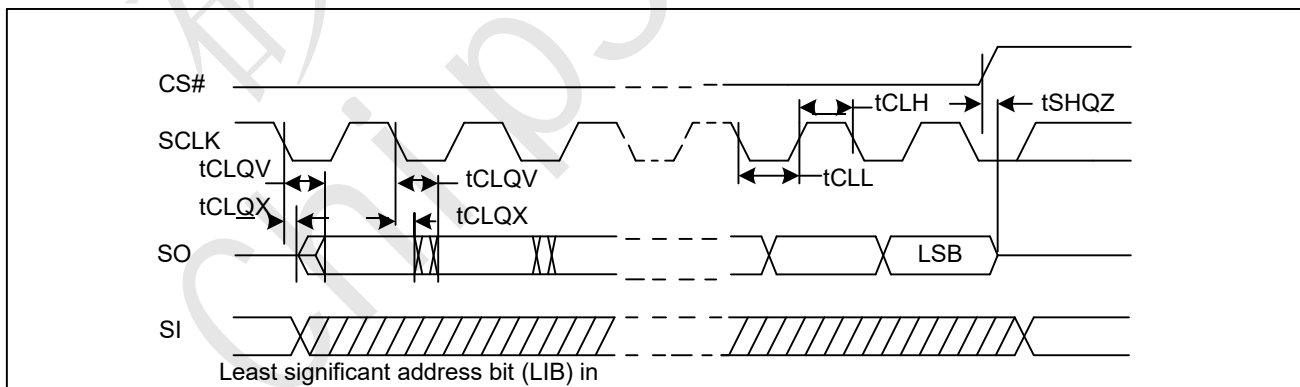 CS#
tCLH
tSHQZ
SCLK
tCLQV
tCLQV
tCLL
tCLQX
tCLQX
SO
LSB
SI
Least significant address bit (LIB) in